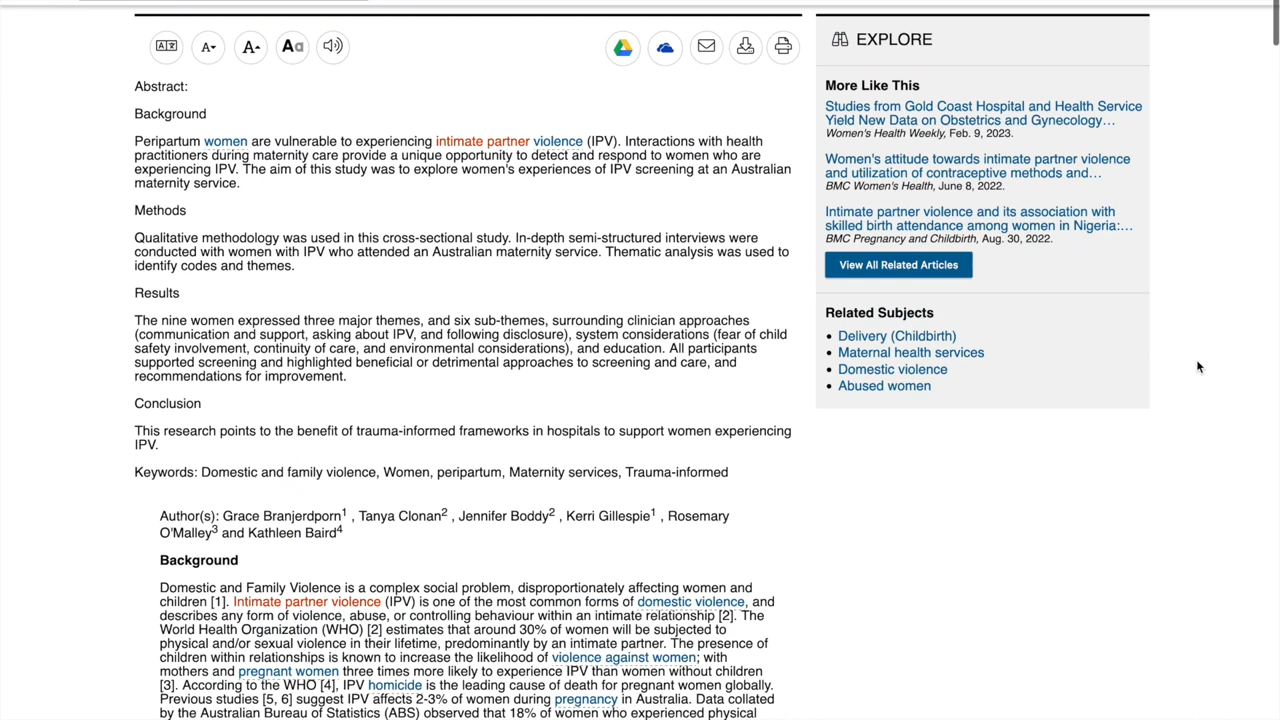 EXPLORE
Abstract:
Background
Peripartum women are vulnerable to experiencing intimate partner violence (IPV). Interactions with health
practitioners during maternity care provide a unique opportunity to detect and respond to women who are
experiencing IPV. The aim of this study was to explore women's experiences of IPV screening at an Australian
maternity service.
Methods
Qualitative methodology was used in this cross-sectional study. In-depth semi-structured interviews were
conducted with women with IPV who attended an Australian maternity service. Thematic analysis was used to
identify codes and themes.
Results
The nine women expressed three major themes, and six sub-themes, surrounding clinician approaches
(communication and support, asking about IPV, and following disclosure), system considerations (fear of child
safety involvement, continuity of care, and environmental considerations), and education. All participants
supported screening and highlighted beneficial or detrimental approaches to screening and care, and
recommendations for improvement.
Conclusion
This research points to the benefit of trauma-informed frameworks in hospitals to support women experiencing
IPV.
Keywords: Domestic and family violence, Women, peripartum, Maternity services, Trauma-informed
Author(s): Grace Branjerdporn1 , Tanya Clonan2 , Jennifer Boddy2 , Kerri Gillespie1 , Rosemary
O'Malley3 and Kathleen Baird4
Background
Domestic and Family Violence is a complex social problem, disproportionately affecting women and
children [1]. Intimate partner violence (IPV) is one of the most common forms of domestic violence, and
describes any form of violence, abuse, or controlling behaviour within an intimate relationship [2]. The
World Health Organization (WHO) [2] estimates that around 30% of women will be subjected to
physical and/or sexual violence in their lifetime, predominantly by an intimate partner. The presence of
children within relationships is known to increase the likelihood of violence against women; with
mothers and pregnant women three times more likely to experience IPV than women without children
[3]. According to the WHO [4], IPV homicide is the leading cause of death for pregnant women globally.
Previous studies [5, 6] suggest IPV affects 2-3% of women during pregnancy in Australia. Data collated
by the Australian Bureau of Statistics (ABS) observed that 18% of women who experienced physical
More Like This
Studies from Gold Coast Hospital and Health Service
Yield New Data on Obstetrics and Gynecology…
Women's Health Weekly, Feb. 9, 2023.
Women's attitude towards intimate partner violence
and utilization of contraceptive methods and…
BMC Women's Health, June 8, 2022.
Intimate partner violence and its association with
skilled birth attendance among women in Nigeria:…
BMC Pregnancy and Childbirth, Aug. 30, 2022.
View All Related Articles
Related Subjects
• Delivery (Childbirth)
• Maternal health services
• Domestic violence
• Abused women